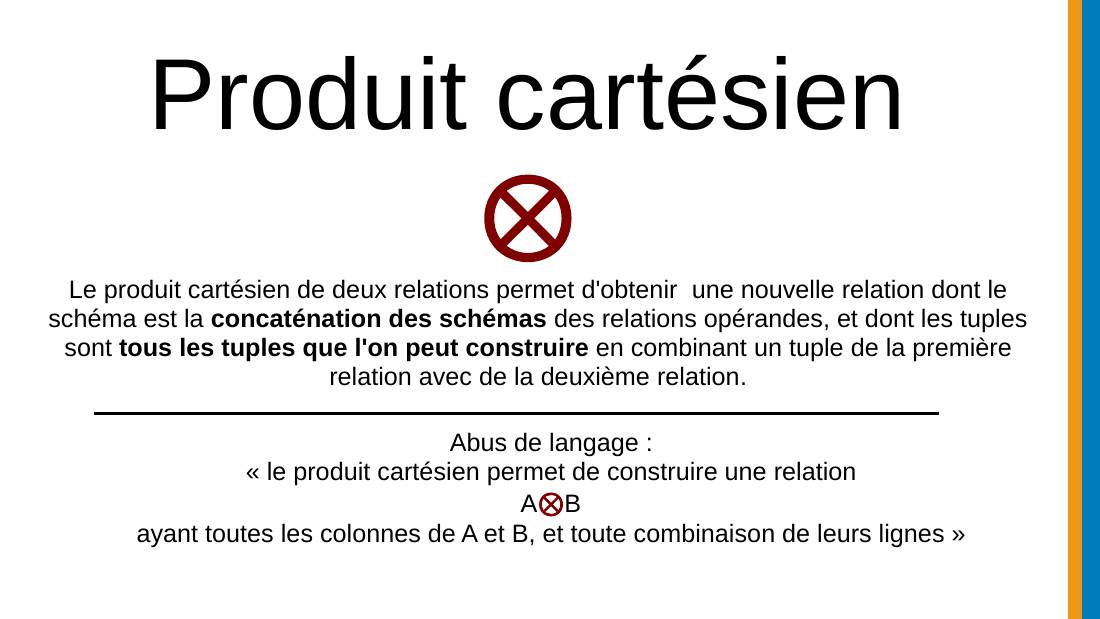 Produit cartésien
⊗
Le produit cartésien de deux relations permet d'obtenir  une nouvelle relation dont le
schéma est la concaténation des schémas des relations opérandes, et dont les tuples
sont tous les tuples que l'on peut construire en combinant un tuple de la première
relation avec de la deuxième relation.
Abus de langage :
« le produit cartésien permet de construire une relation
A⊗B
ayant toutes les colonnes de A et B, et toute combinaison de leurs lignes »